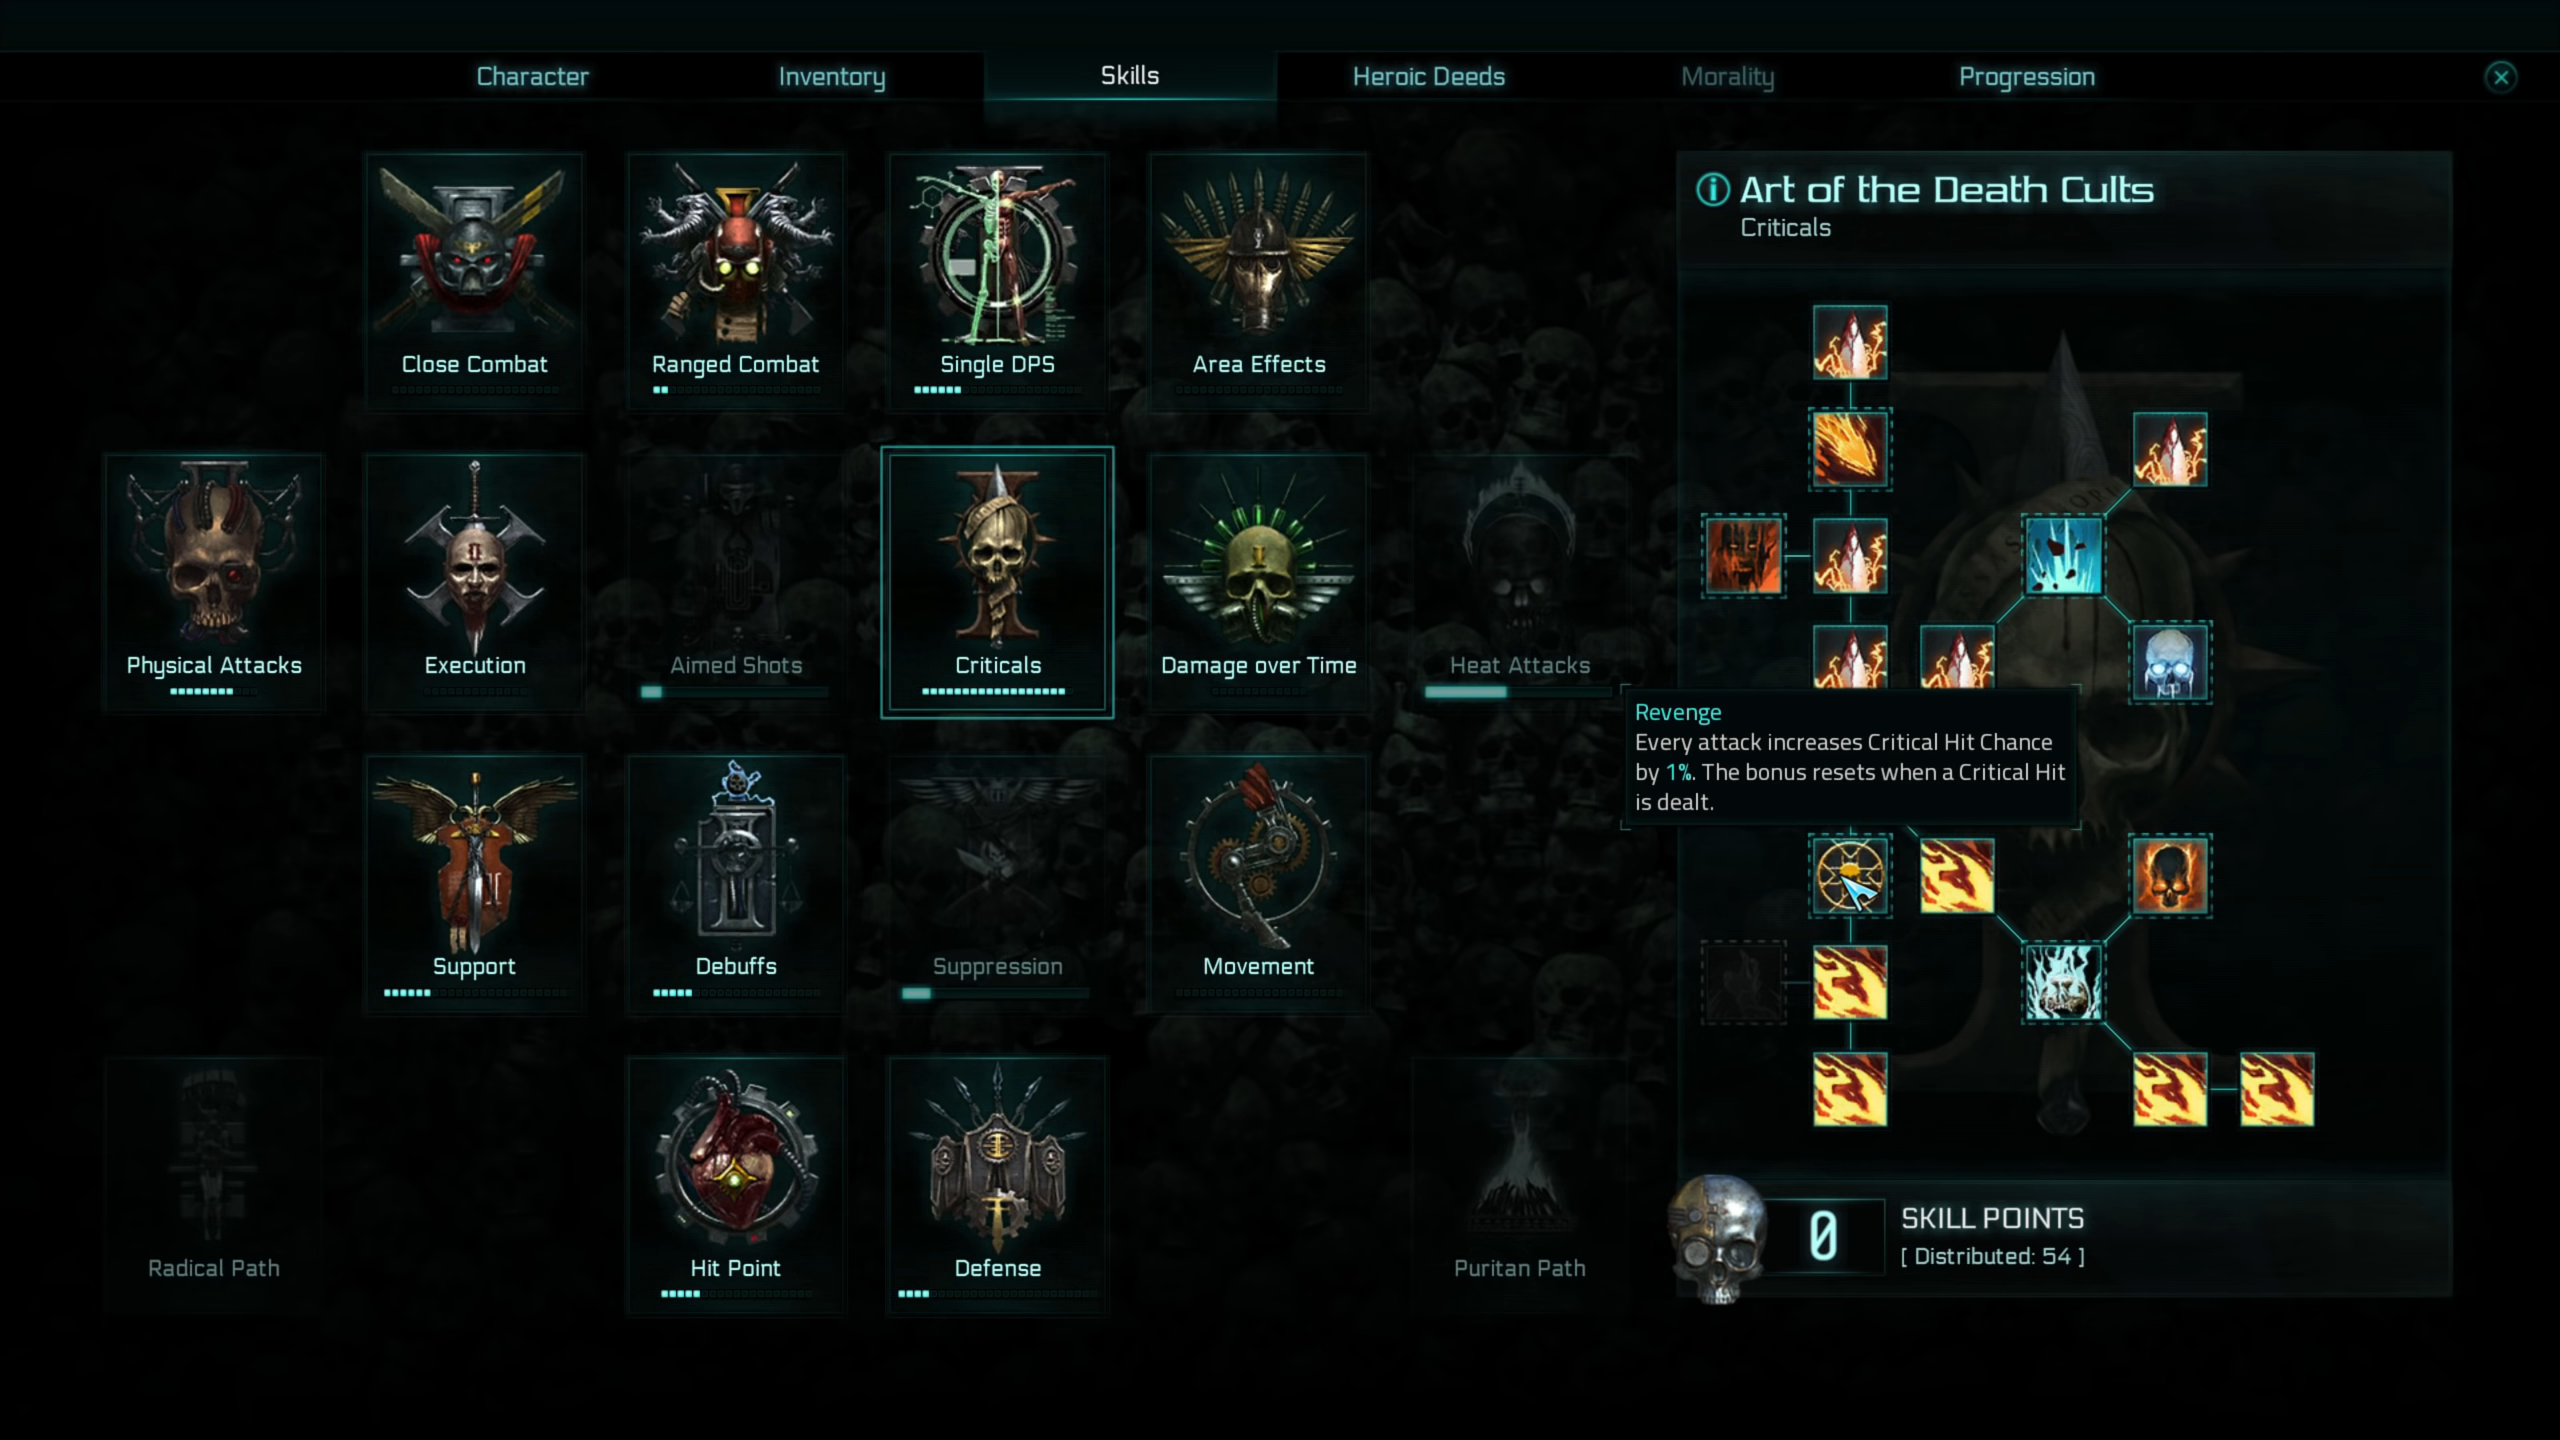 Character
Inventory
Skills
Heroic Deeds
Morality
Progression
Art of the Death Cults
Criticals
Close Combat
Ranged Combat
Single DPS
Area Effects
Physical Attacks
Execution
Aimed Shots
Criticals
Damage over Time
Heat Attacks
Revenge
Every attack increases Critical Hit Chance
by 1%. The bonus resets when a Critical Hit
is dealt.
Support
Debuffs
Suppression
Movement
Radical Path
Hit Point
Defense
Puritan Path
0
SKILL POINTS
[ Distributed: 54 ]